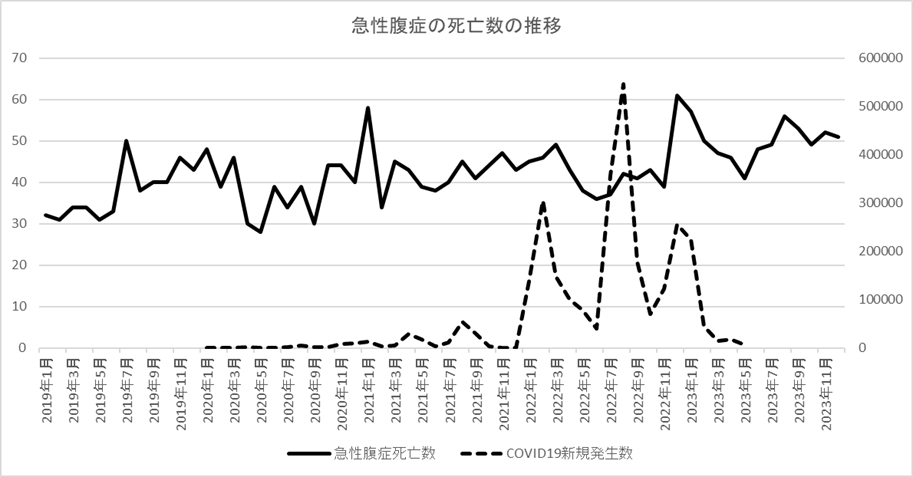 急性腹症の死亡数の推移
70
60
50
40
30
20
10
0
600000
500000
400000
300000
200000
100000
0
2019年1月
2019年3月
2019年5月
2019年7月
2019年9月
2019年11月
2020年1月
2020年3月
2020年5月
2020年7月
2020年9月
2020年11月
2021年1月
2021年3月
2021年5月
2021年7月
2021年9月
2021年11月
2022年1月
2022年3月
2022年5月
2022年7月
2022年9月
2022年11月
2023年1月
2023年3月
2023年5月
2023年7月
2023年9月
2023年11月
急性腹症死亡数
COVID19新規発生数